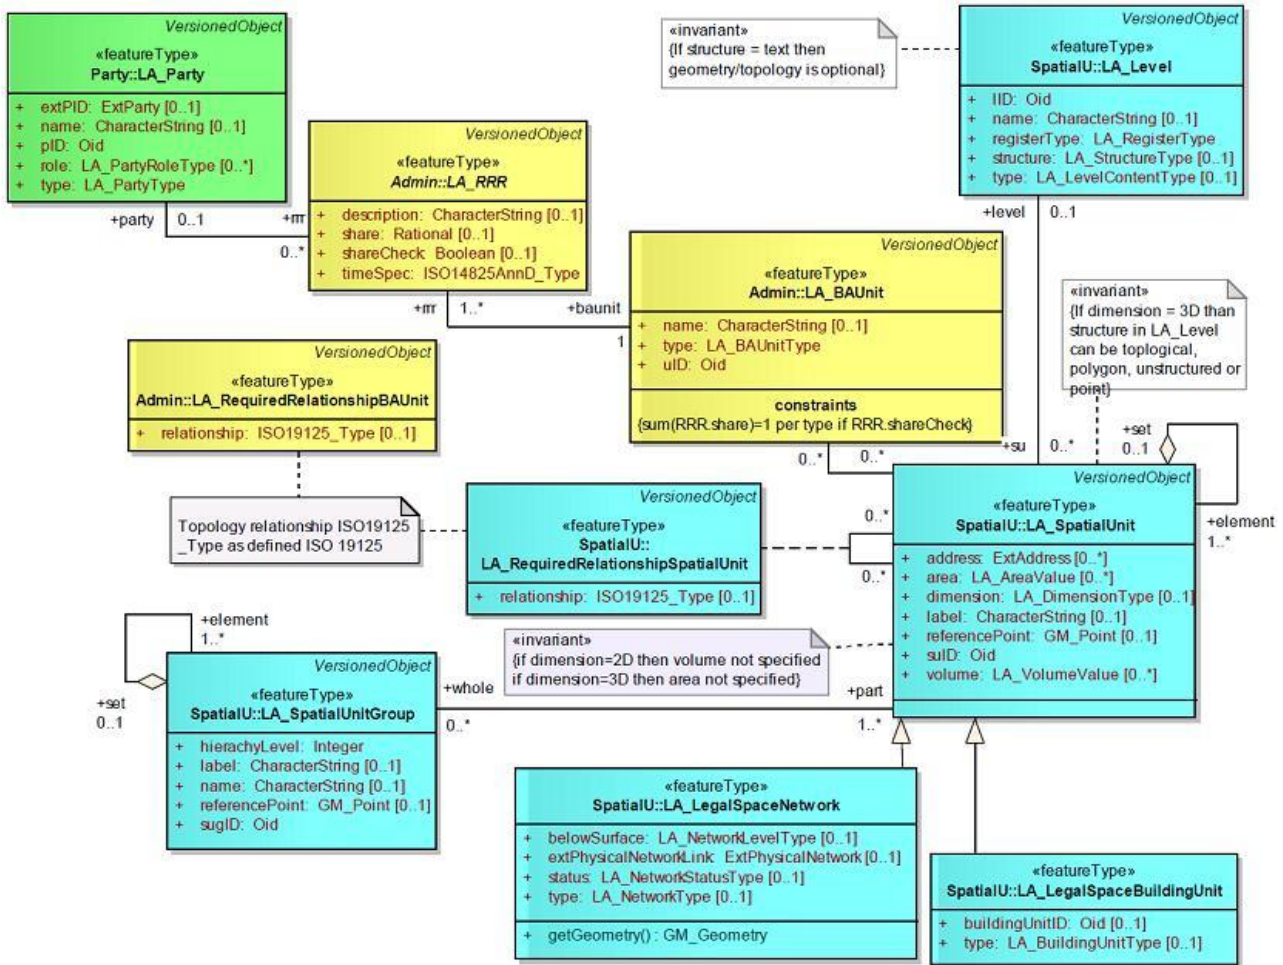 VersionedObject
«featureType»
Party::LA_Party
+ extPID: ExtParty [0..1]
+ name: CharacterString [0..1]
+ pID: Oid
+ role: LA_PartyRoleType [0..*]
+ type: LA_PartyType
+party
0..1
+rrr
0..*
VersionedObject
«featureType»
Admin::LA_RRR
+ description: CharacterString [0..1]
+ share: Rational [0..1]
+ shareCheck: Boolean [0..1]
+ timeSpec: ISO14825AnnD_Type
+rrr
1..*
+baunit
1
«invariant»
{If structure = text then
geometry/topology is optional}
VersionedObject
«featureType»
SpatialU::LA_Level
+ lID: Oid
+ name: CharacterString [0..1]
+ registerType: LA_RegisterType
+ structure: LA_StructureType [0..1]
+ type: LA_LevelContentType [0..1]
+level
0..1
VersionedObject
«featureType»
Admin::LA_BAUnit
+ name: CharacterString [0..1]
+ type: LA_BAUnitType
+ uID: Oid
constraints
{sum(RRR.share)=1 per type if RRR.shareCheck}
0..*
0..*
«invariant»
{If dimension = 3D than
structure in LA_Level
can be toplogical,
polygon, unstructured or
point}
+su
0..*
+set
0..1
+element
1..*
VersionedObject
«featureType»
Admin::LA_RequiredRelationshipBAUnit
+ relationship: ISO19125_Type [0..1]
Topology relationship ISO19125
_Type as defined ISO 19125
VersionedObject
«featureType»
SpatialU::
LA_RequiredRelationshipSpatialUnit
+ relationship: ISO19125_Type [0..1]
0..*
0..*
VersionedObject
«featureType»
SpatialU::LA_SpatialUnit
+ address: ExtAddress [0..*]
+ area: LA_AreaValue [0..*]
+ dimension: LA_DimensionType [0..1]
+ label: CharacterString [0..1]
+ referencePoint: GM_Point [0..1]
+ suID: Oid
+ volume: LA_VolumeValue [0..*]
«invariant»
{if dimension=2D then volume not specified
if dimension=3D then area not specified}
+element
1..*
+set
0..1
VersionedObject
«featureType»
SpatialU::LA_SpatialUnitGroup
+ hierachyLevel: Integer
+ label: CharacterString [0..1]
+ name: CharacterString [0..1]
+ referencePoint: GM_Point [0..1]
+ sugID: Oid
+whole
0..*
+part
1..*
«featureType»
SpatialU::LA_LegalSpaceNetwork
+ belowSurface: LA_NetworkLevelType [0..1]
+ extPhysicalNetworkLink: ExtPhysicalNetwork [0..1]
+ status: LA_NetworkStatusType [0..1]
+ type: LA_NetworkType [0..1]
+ getGeometry() : GM_Geometry
«featureType»
SpatialU::LA_LegalSpaceBuildingUnit
+ buildingUnitID: Oid [0..1]
+ type: LA_BuildingUnitType [0..1]